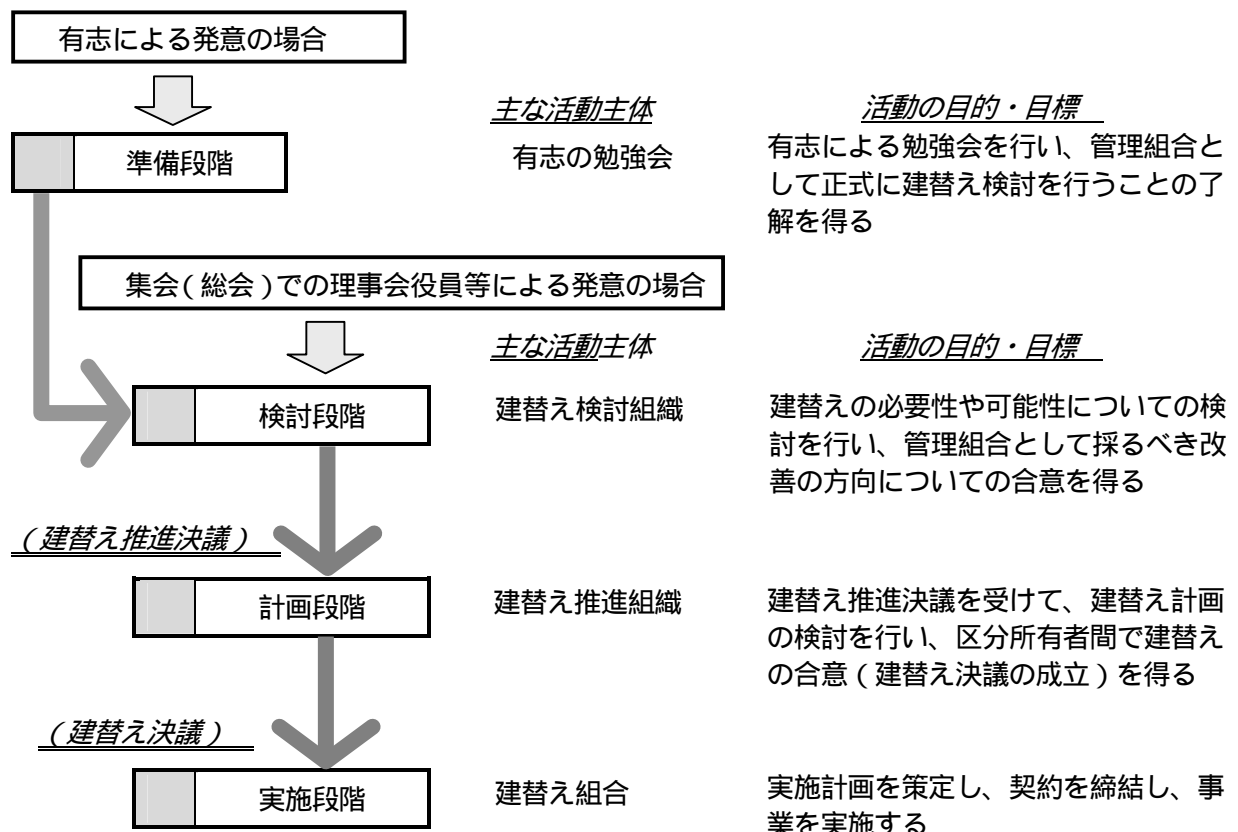 有志による発意の場合
主な活動主体
活動の目的・目標
準備段階
有志の勉強会
有志による勉強会を行い、管理組合と
して正式に建替え検討を行うことの了
解を得る
集会(総会)での理事会役員等による発意の場合
主な活動主体
活動の目的・目標
検討段階
建替え検討組織
建替えの必要性や可能性についての検
討を行い、管理組合として採るべき改
善の方向についての合意を得る
(建替え推進決議)
計画段階
建替え推進組織
建替え推進決議を受けて、建替え計画
の検討を行い、区分所有者間で建替え
の合意(建替え決議の成立)を得る
(建替え決議)
実施段階
建替え組合
実施計画を策定し、契約を締結し、事
業を実施する